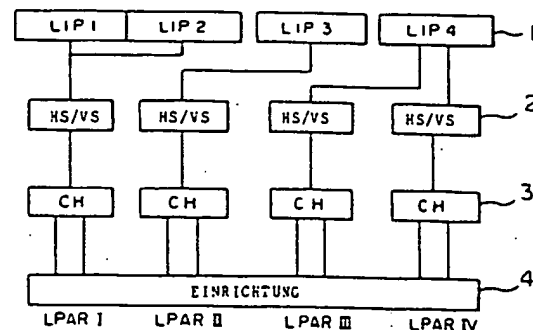 LIP 1 LIP 2 LIP 3 LIP 4 1
HS/VS HS/VS HS/VS HS/VS 2
CH CH CH CH 3
EINRICHTUNG 4
LPAR I LPAR II LPAR III LPAR IV